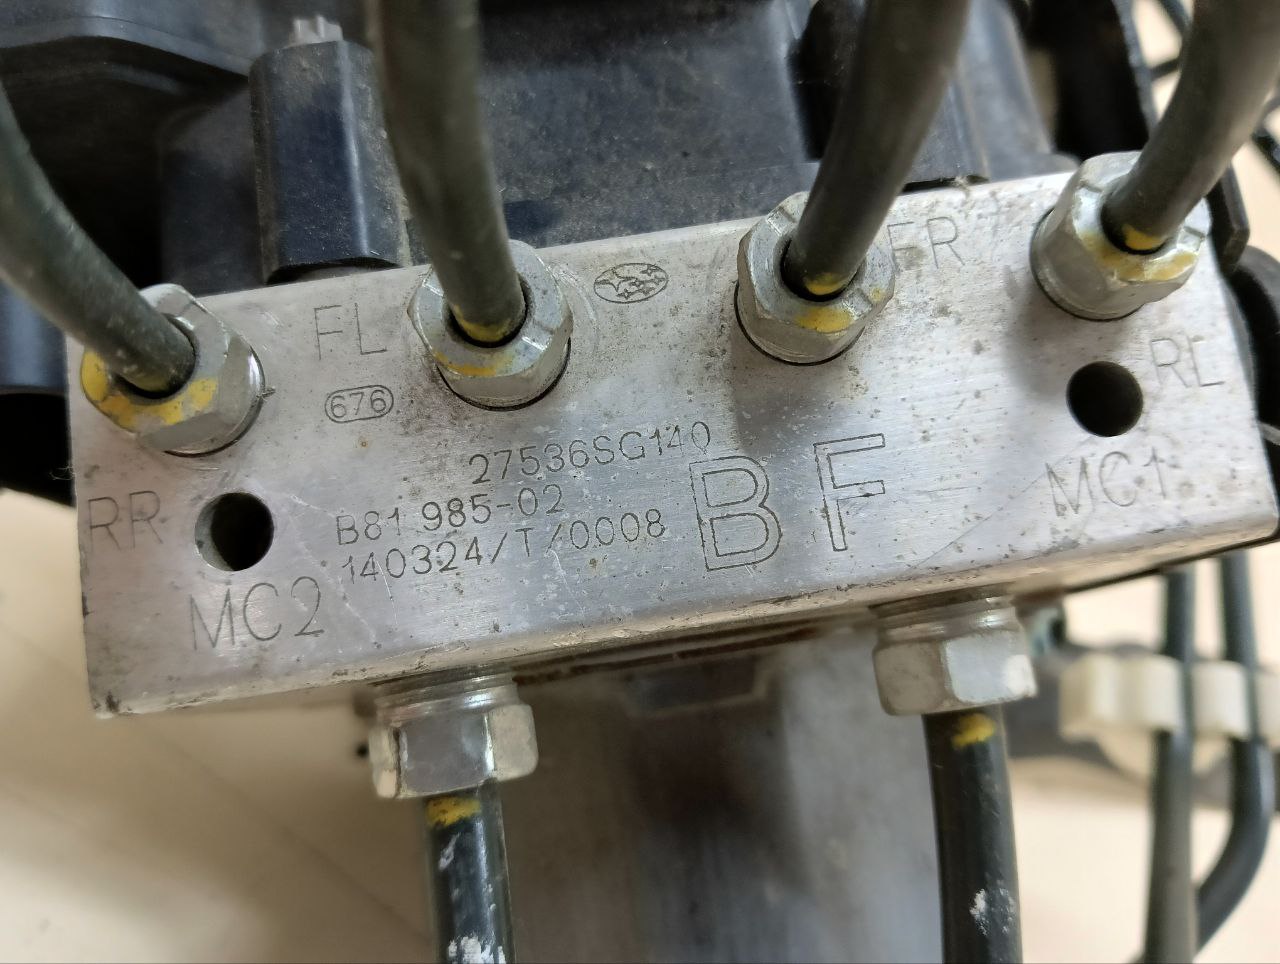 FL
FR
676
RL
27536SG140
B81 985-02
140324/T/0008
BF
MC1
RR
MC2